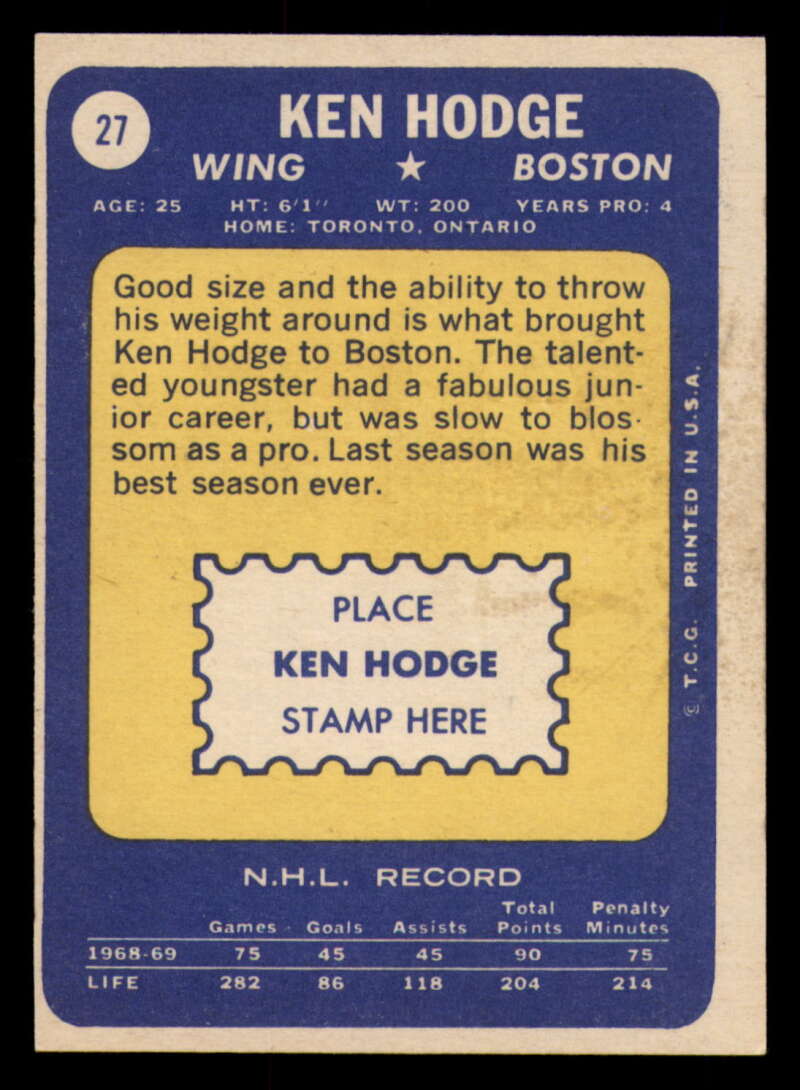 27
KEN HODGE
WING ★ BOSTON
AGE: 25 HT: 6'1" WT: 200 YEARS PRO: 4
HOME: TORONTO, ONTARIO
Good size and the ability to throw
his weight around is what brought
Ken Hodge to Boston. The talent-
ed youngster had a fabulous jun-
ior career, but was slow to blos-
som as a pro. Last season was his
best season ever.
PLACE
KEN HODGE
STAMP HERE
© T.C.G. PRINTED IN U.S.A.
N.H.L. RECORD
Total Penalty
Games Goals Assists Points Minutes
1968-69 75 45 45 90 75
LIFE 282 86 118 204 214